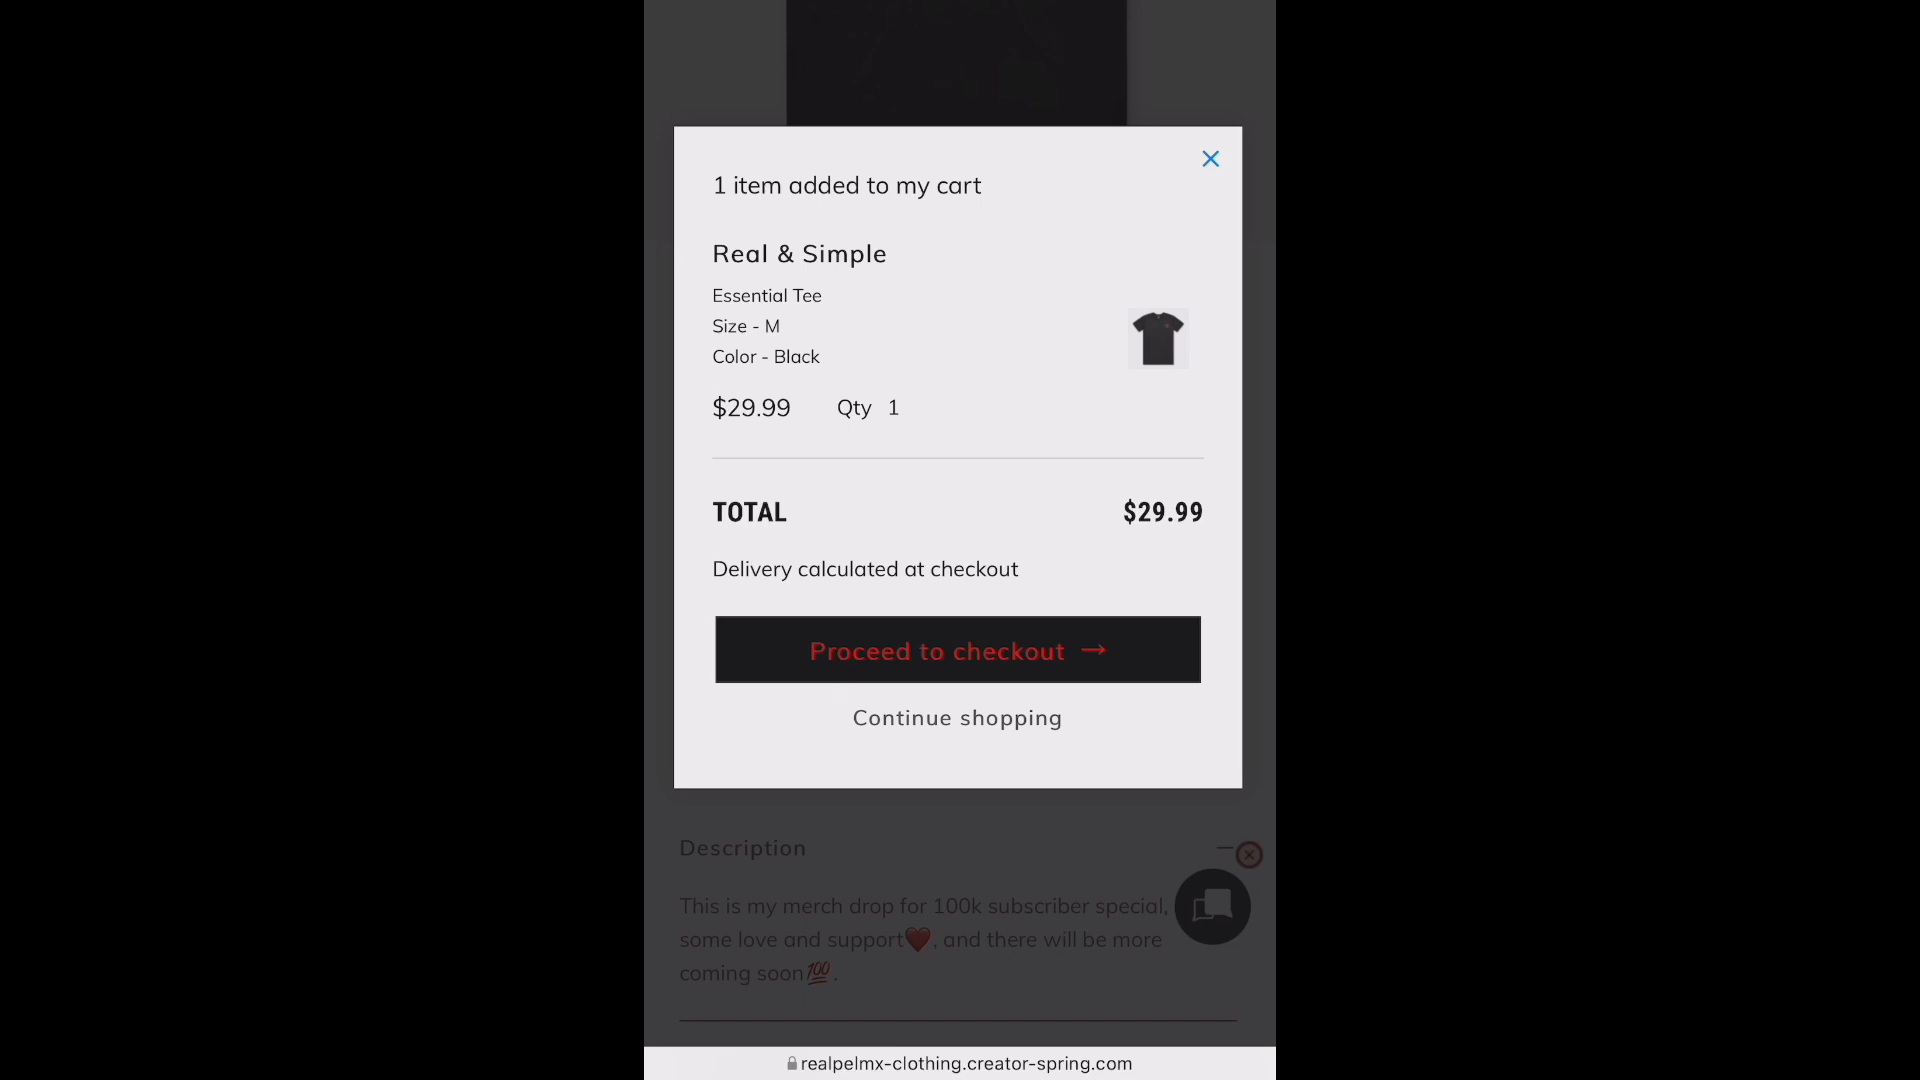 1 item added to my cart
Real & Simple
Essential Tee
Size - M
Color - Black
$29.99 Qty 1
TOTAL $29.99
Delivery calculated at checkout
Proceed to checkout →
Continue shopping
Description
This is my merch drop for 100k subscriber special,
some love and support❤️, and there will be more
coming soon💯.
realpelmx-clothing.creator-spring.com